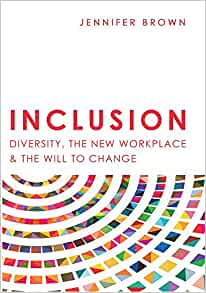 JENNIFER BROWN
INCLUSION
DIVERSITY, THE NEW WORKPLACE
& THE WILL TO CHANGE